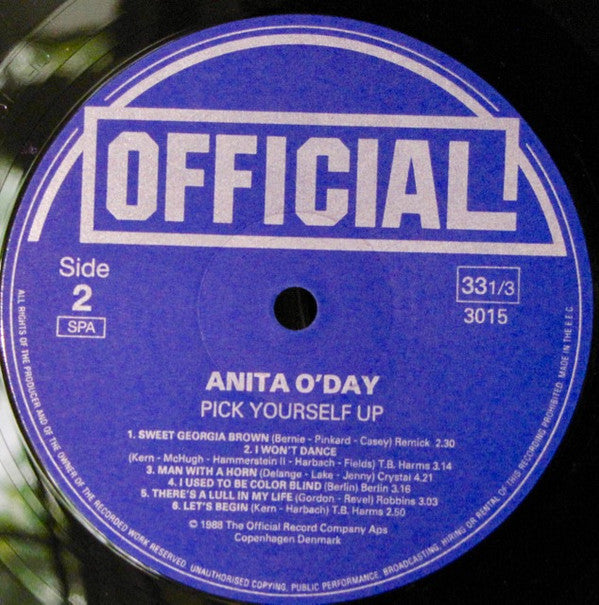 OFFICIAL
Side
2
SPA
33 1/3
3015
ANITA O'DAY
PICK YOURSELF UP
1. SWEET GEORGIA BROWN (Bernie - Pinkard - Casey) Remick 2.30
2. I WON'T DANCE
(Kern - McHugh - Hammerstein II - Harbach - Fields) T.B. Harms 3.14
3. MAN WITH A HORN (Delange - Lake - Jenny) Crystal 4.21
4. I USED TO BE COLOR BLIND (Berlin) Berlin 3.16
5. THERE'S A LULL IN MY LIFE (Gordon - Revel) Robbins 3.03
6. LET'S BEGIN (Kern - Harbach) T.B. Harms 2.50
© 1988 The Official Record Company Aps
Copenhagen Denmark
ALL RIGHTS OF THE PRODUCER AND OF THE OWNER OF THE RECORDED WORK RESERVED. UNAUTHORISED COPYING, PUBLIC PERFORMANCE, BROADCASTING, HIRING OR RENTAL OF THIS RECORDING PROHIBITED. MADE IN THE E.E.C.